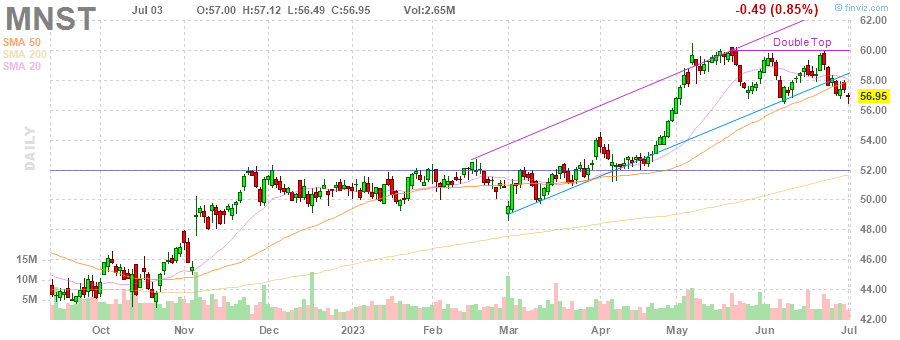 MNST Jul 03 O:57.00 H:57.12 L:56.49 C:56.95 Vol:2.65M -0.49 (0.85%) finviz.com
SMA 50
SMA 200
SMA 20
DAILY
Double Top
62.00
60.00
58.00
56.95
56.00
54.00
52.00
50.00
48.00
46.00
44.00
42.00
15M
10M
5M
Oct Nov Dec 2023 Feb Mar Apr May Jun Jul